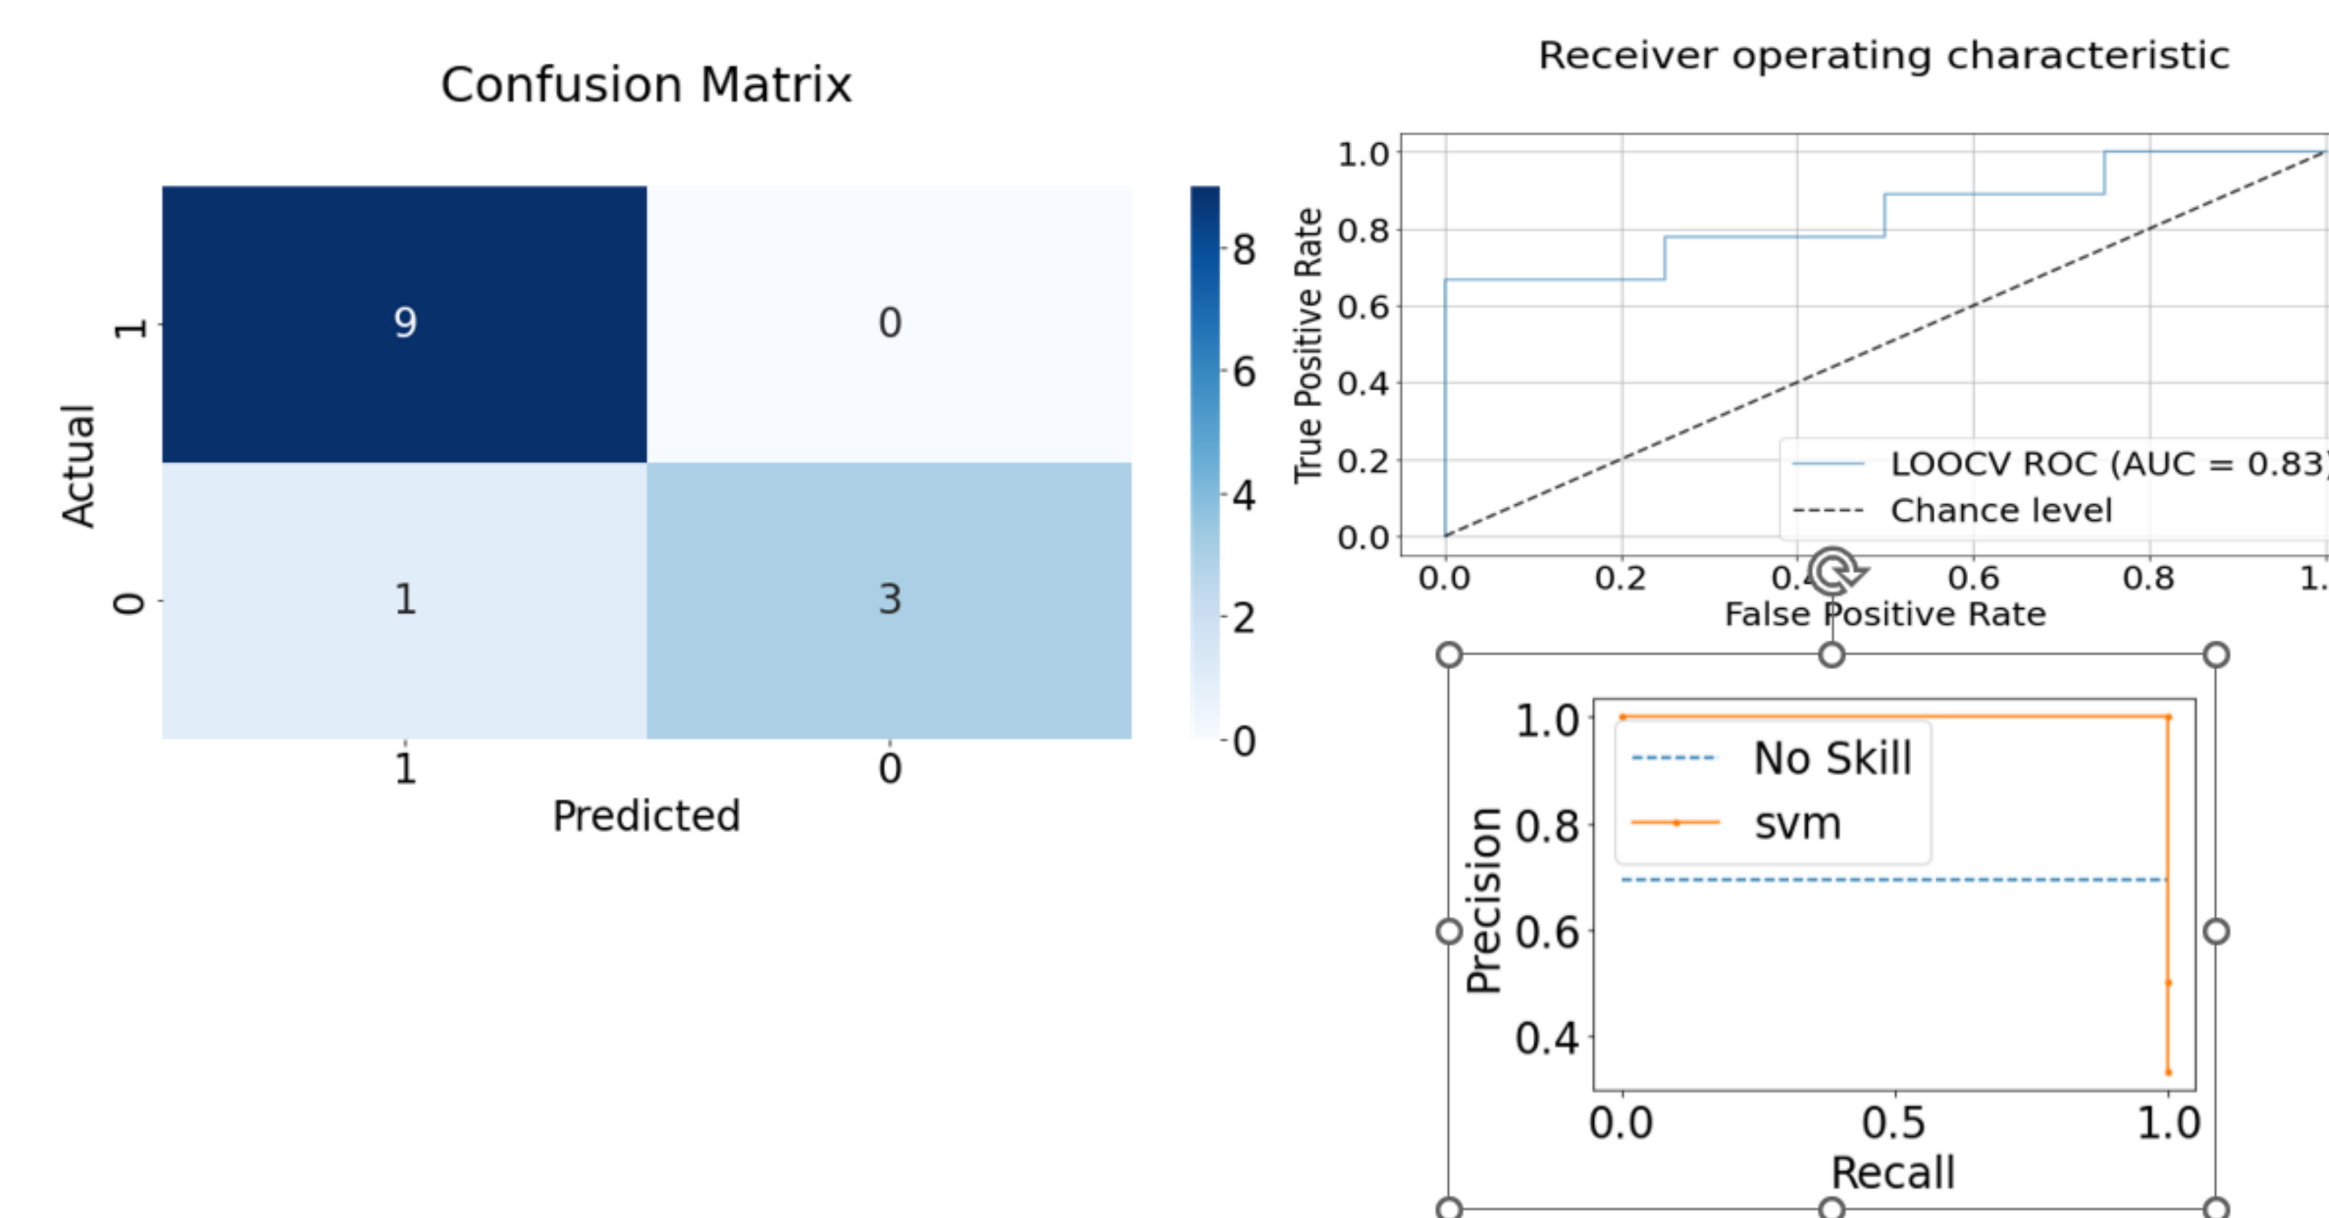 Confusion Matrix
Actual
1
0
9
0
1
3
1
0
Predicted
8
6
4
2
0
Receiver operating characteristic
True Positive Rate
1.0
0.8
0.6
0.4
0.2
0.0
LOOCV ROC (AUC = 0.83)
Chance level
0.0
0.2
0.6
0.8
False Positive Rate
Precision
1.0
0.8
0.6
0.4
No Skill
svm
0.0
0.5
1.0
Recall